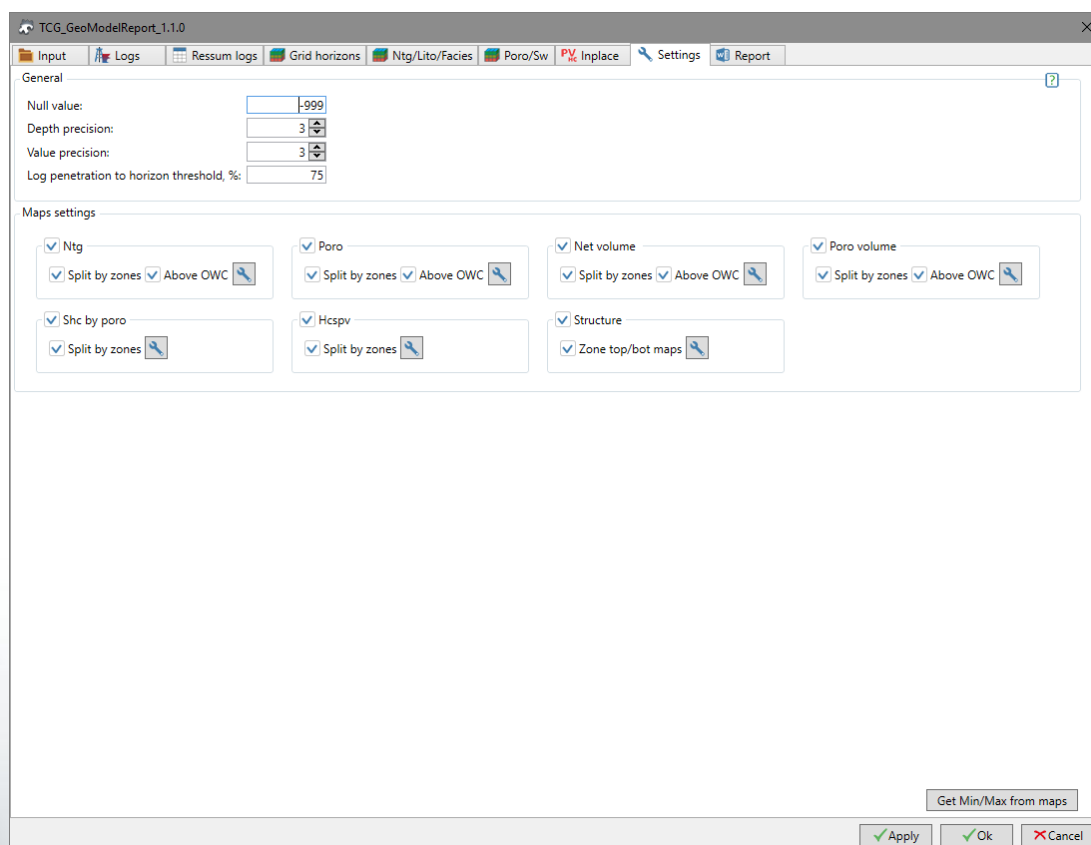 TCG_GeoModelReport_1.1.0
Input Logs Ressum logs Grid horizons Ntg/Lito/Facies Poro/Sw PV HC Inplace Settings Report
General
?
Null value: -999
Depth precision: 3
Value precision: 3
Log penetration to horizon threshold, %: 75
Maps settings
Ntg Poro Net volume Poro volume
Split by zones Above OWC Split by zones Above OWC Split by zones Above OWC Split by zones Above OWC
Shc by poro Hcspv Structure
Split by zones Split by zones Zone top/bot maps
Get Min/Max from maps
Apply Ok Cancel